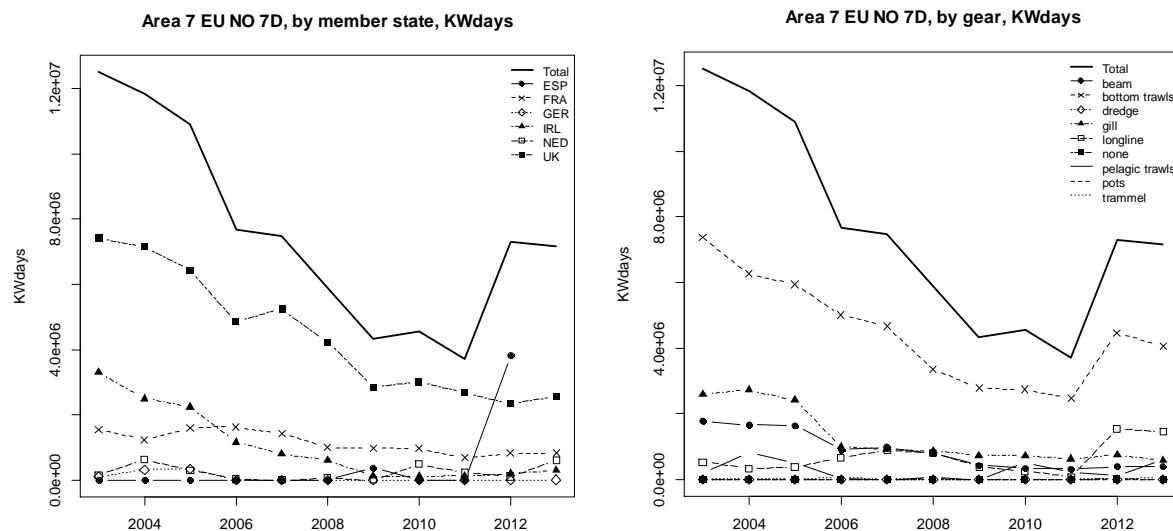 Area 7 EU NO 7D, by member state, KWdays
KWdays
0.0e+00
4.0e+06
8.0e+06
1.2e+07
Total
ESP
FRA
GER
IRL
NED
UK
2004
2006
2008
2010
2012
Area 7 EU NO 7D, by gear, KWdays
KWdays
0.0e+00
4.0e+06
8.0e+06
1.2e+07
Total
beam
bottom trawls
dredge
gill
longline
none
pelagic trawls
pots
trammel
2004
2006
2008
2010
2012